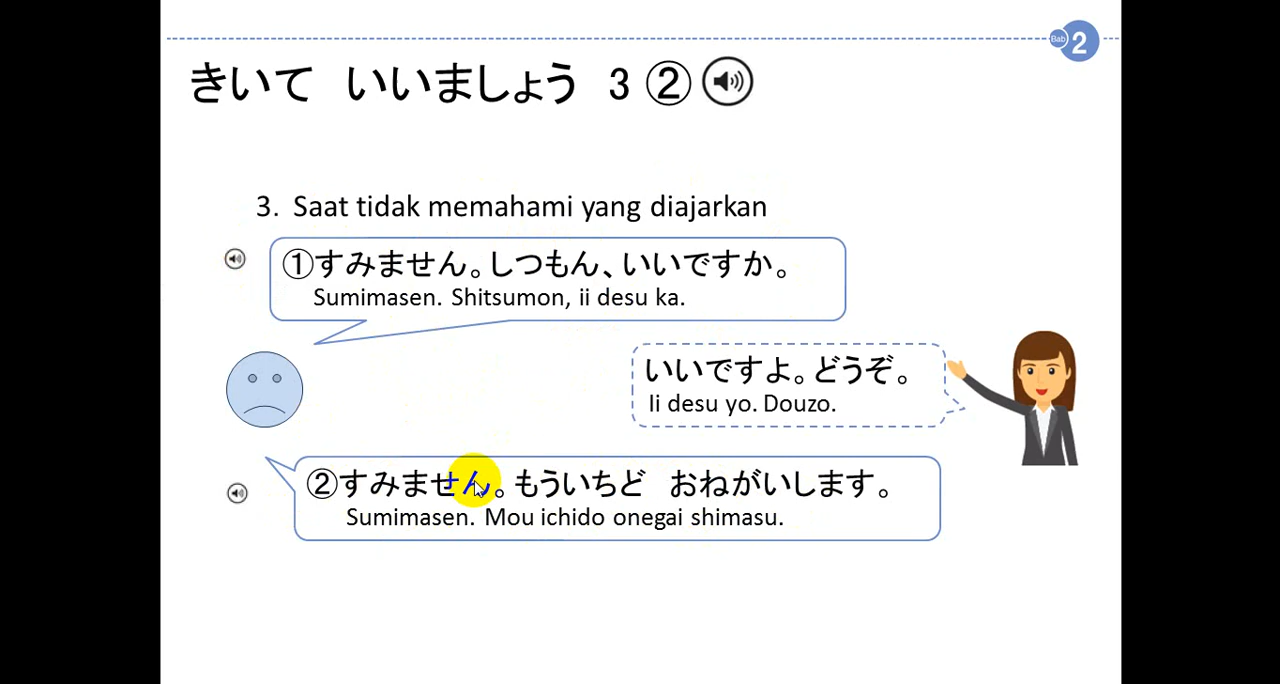 Bab 2
きいて　いいましょう　3 ②
3. Saat tidak memahami yang diajarkan
①すみません。しつもん、いいですか。
Sumimasen. Shitsumon, ii desu ka.
いいですよ。どうぞ。
Ii desu yo. Douzo.
②すみません。もういちど　おねがいします。
Sumimasen. Mou ichido onegai shimasu.